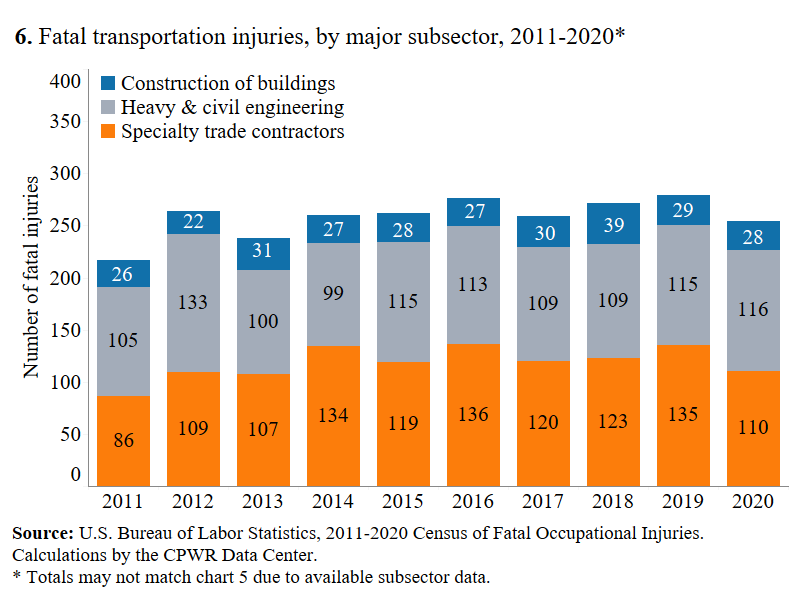 6. Fatal transportation injuries, by major subsector, 2011-2020*
Number of fatal injuries
400
350
300
250
200
150
100
50
0
Construction of buildings
Heavy & civil engineering
Specialty trade contractors
26 22 31 27 28 27 30 39 29 28
105 133 100 99 115 113 109 109 115 116
86 109 107 134 119 136 120 123 135 110
2011 2012 2013 2014 2015 2016 2017 2018 2019 2020
Source: U.S. Bureau of Labor Statistics, 2011-2020 Census of Fatal Occupational Injuries.
Calculations by the CPWR Data Center.
* Totals may not match chart 5 due to available subsector data.